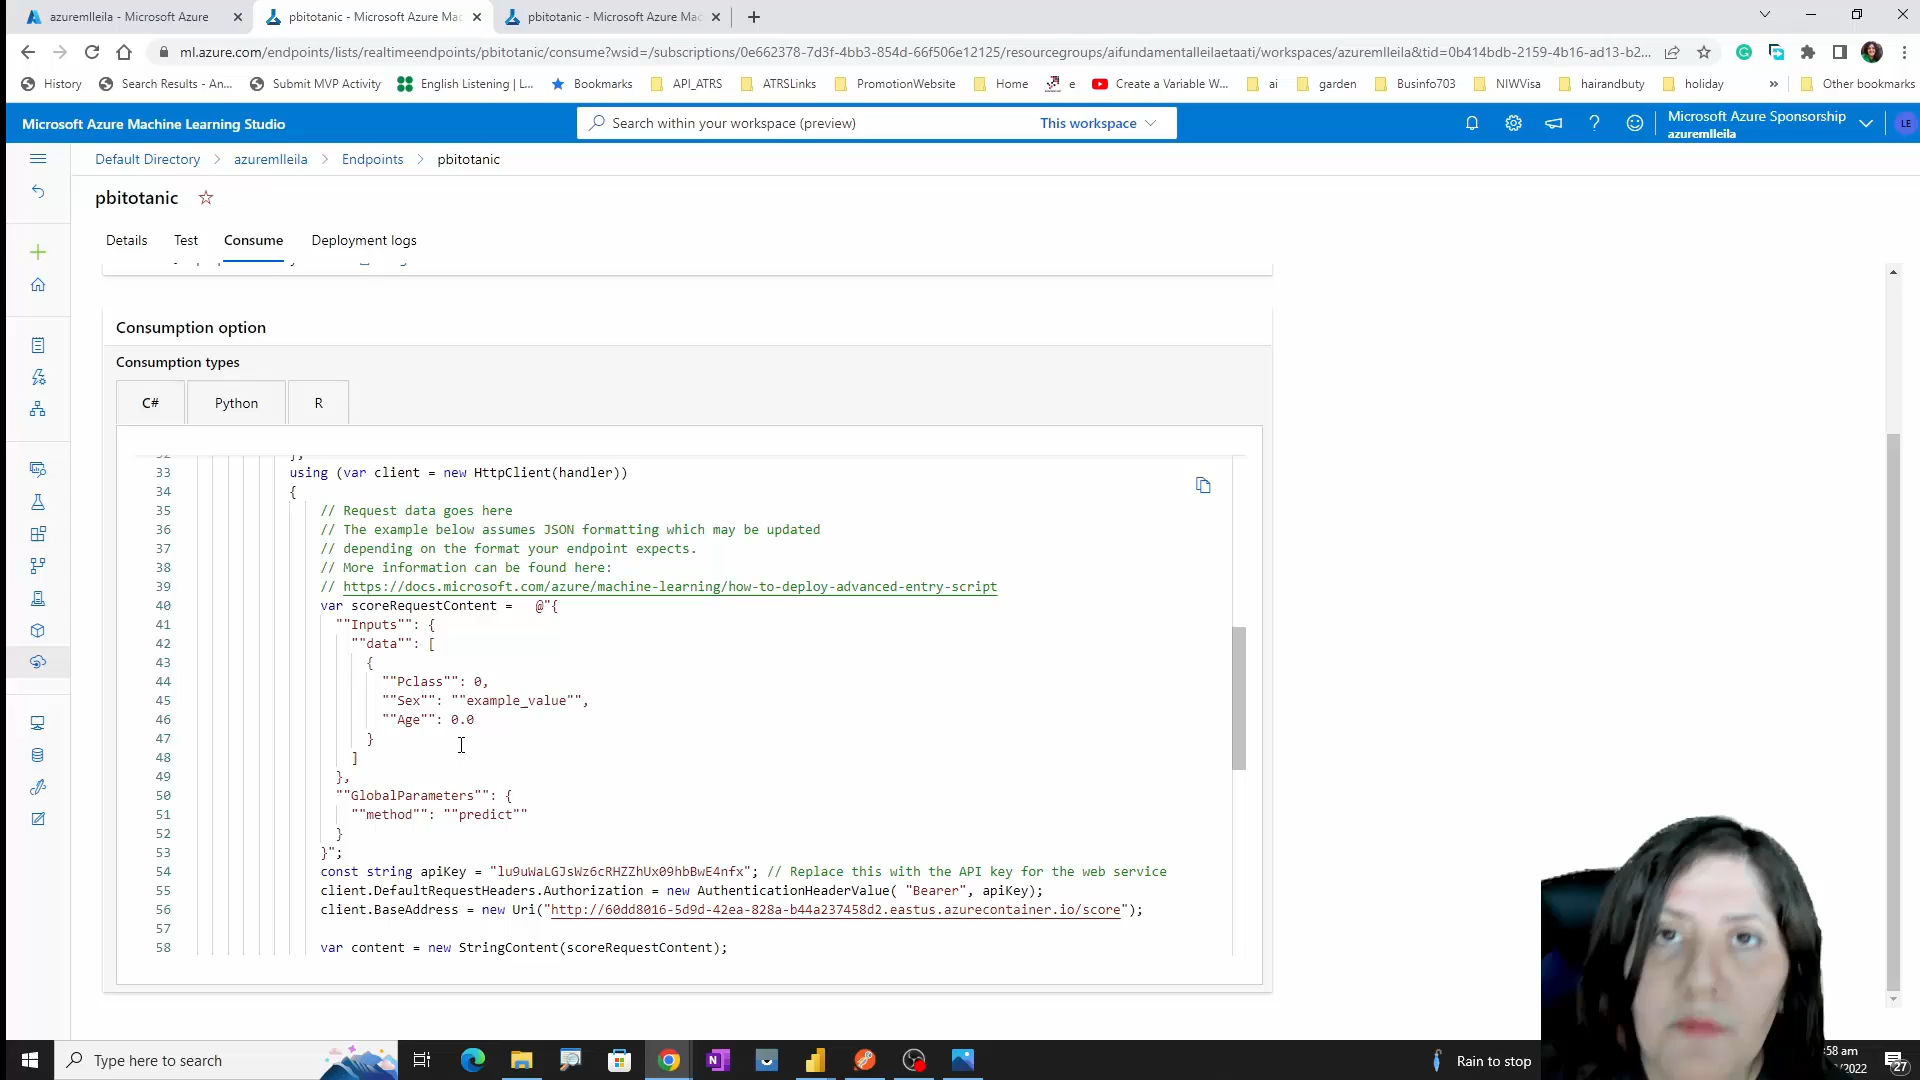 azuremlleila - Microsoft Azure
pbitotanic - Microsoft Azure Mac
pbitotanic - Microsoft Azure Mac
ml.azure.com/endpoints/lists/realtimeendpoints/pbitotanic/consume?wsid=/subscriptions/0e662378-7d3f-4bb3-854d-66f506e12125/resourcegroups/aifundamentalleilaetaati/workspaces/azuremlleila&tid=0b414bdb-2159-4b16-ad13-b2...
History
Search Results - An...
Submit MVP Activity
English Listening | L...
Bookmarks
API_ATRS
ATRSLinks
PromotionWebsite
Home
e
Create a Variable W...
ai
garden
Businfo703
NIWVisa
hairandbuty
holiday
»
Other bookmarks
Microsoft Azure Machine Learning Studio
Search within your workspace (preview)
This workspace
Microsoft Azure Sponsorship
azuremlleila
LE
Default Directory > azuremlleila > Endpoints > pbitotanic
pbitotanic
Details
Test
Consume
Deployment logs
Consumption option
Consumption types
C#
Python
R
32 };
33 using (var client = new HttpClient(handler))
34 {
35 // Request data goes here
36 // The example below assumes JSON formatting which may be updated
37 // depending on the format your endpoint expects.
38 // More information can be found here:
39 // https://docs.microsoft.com/azure/machine-learning/how-to-deploy-advanced-entry-script
40 var scoreRequestContent = @"{
41 ""Inputs"": {
42 ""data"": [
43 {
44 ""Pclass"": 0,
45 ""Sex"": ""example_value"",
46 ""Age"": 0.0
47 }
48 ]
49 },
50 ""GlobalParameters"": {
51 ""method"": ""predict""
52 }
53 }";
54 const string apiKey = "lu9uWaLGJsWz6cRHZZhUx09hbBwE4nfx"; // Replace this with the API key for the web service
55 client.DefaultRequestHeaders.Authorization = new AuthenticationHeaderValue( "Bearer", apiKey);
56 client.BaseAddress = new Uri("http://60dd8016-5d9d-42ea-828a-b44a237458d2.eastus.azurecontainer.io/score");
57
58 var content = new StringContent(scoreRequestContent);
Type here to search
Rain to stop
:58 am
/2022
27